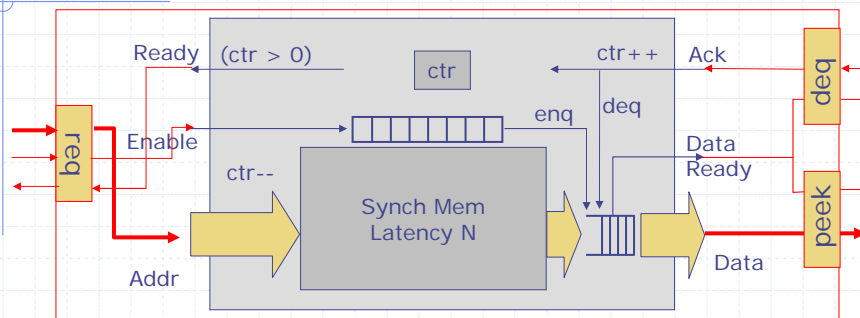 Ready
(ctr > 0)
ctr
ctr++
Ack
deq
req
Enable
enq
deq
ctr--
Synch Mem
Latency N
Data
Ready
peek
Addr
Data